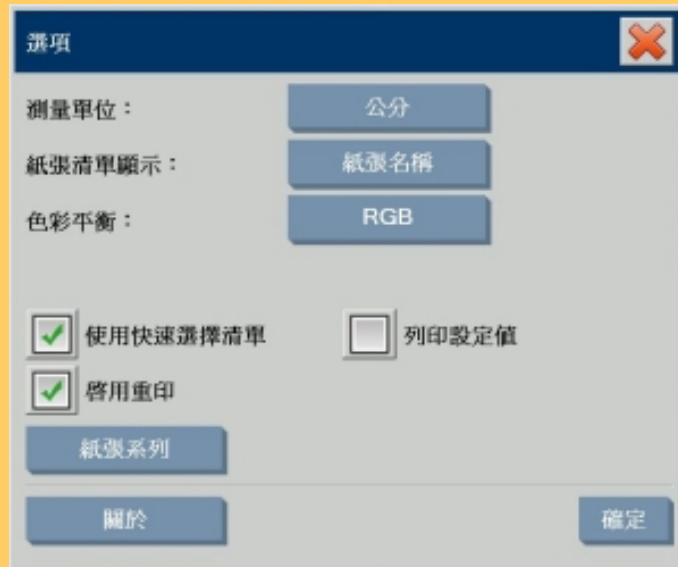 選項
測量單位： 公分
紙張清單顯示： 紙張名稱
色彩平衡： RGB
使用快速選擇清單 列印設定值
啓用重印
紙張系列
關於 確定